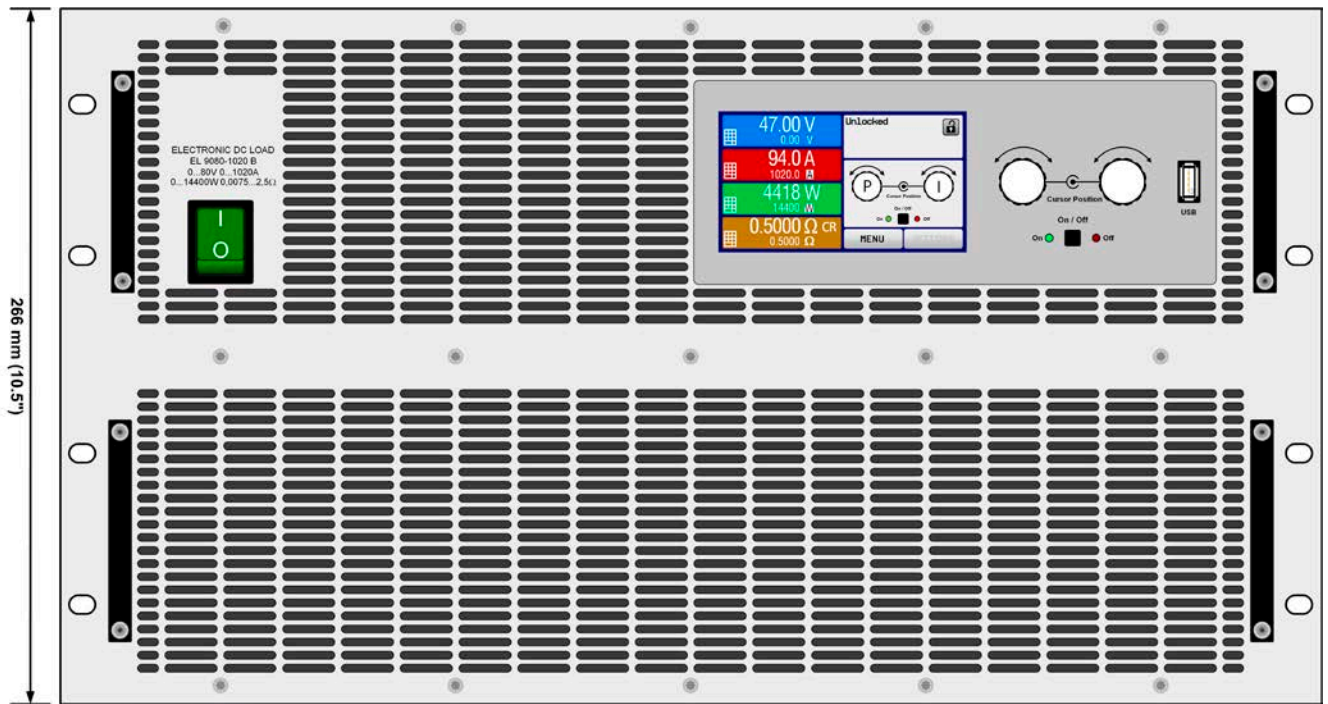 266 mm (10.5")
ELECTRONIC DC LOAD
EL 9080-1020 B
0...80V 0...1020A
0...14400W 0,0075...2,5Ω
I
O
47.00 V
0.00 V
94.0 A
1020.0 A
4418 W
14400 W
0.5000 Ω CR
0.5000 Ω
Unlocked
P I
Cursor Position
On / Off
On Off
MENU
Cursor Position
On / Off
On Off
USB